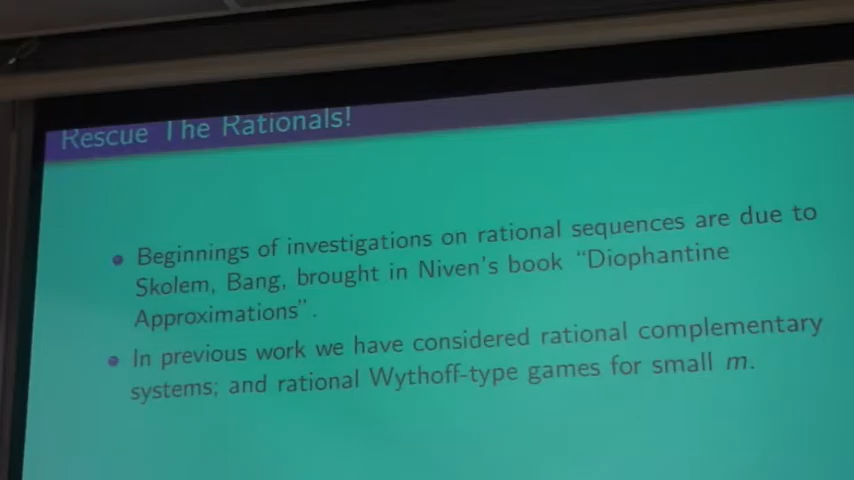 Rescue The Rationals!
Beginnings of investigations on rational sequences are due to
Skolem, Bang, brought in Niven's book “Diophantine
Approximations”.
In previous work we have considered rational complementary
systems; and rational Wythoff-type games for small m.